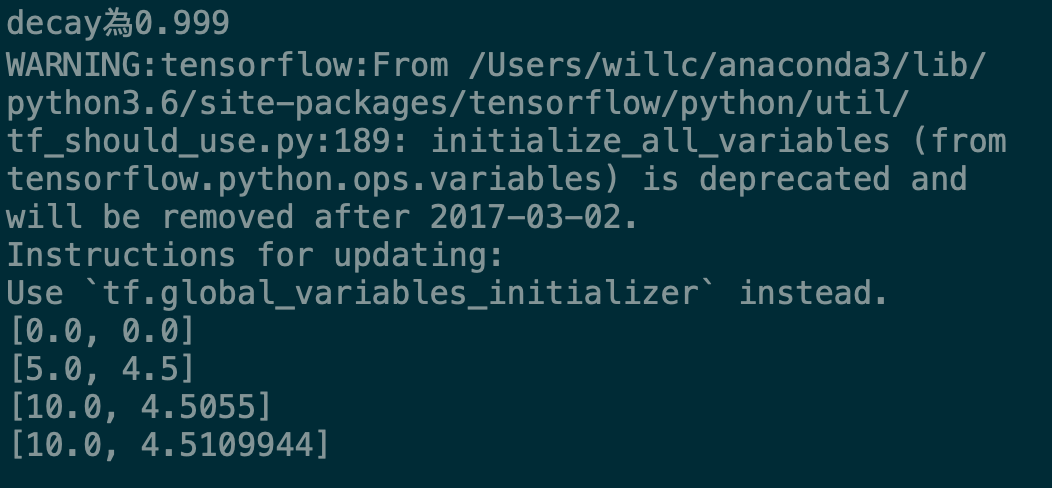 decay為0.999
WARNING:tensorflow:From /Users/willc/anaconda3/lib/
python3.6/site-packages/tensorflow/python/util/
tf_should_use.py:189: initialize_all_variables (from
tensorflow.python.ops.variables) is deprecated and
will be removed after 2017-03-02.
Instructions for updating:
Use `tf.global_variables_initializer` instead.
[0.0, 0.0]
[5.0, 4.5]
[10.0, 4.5055]
[10.0, 4.5109944]